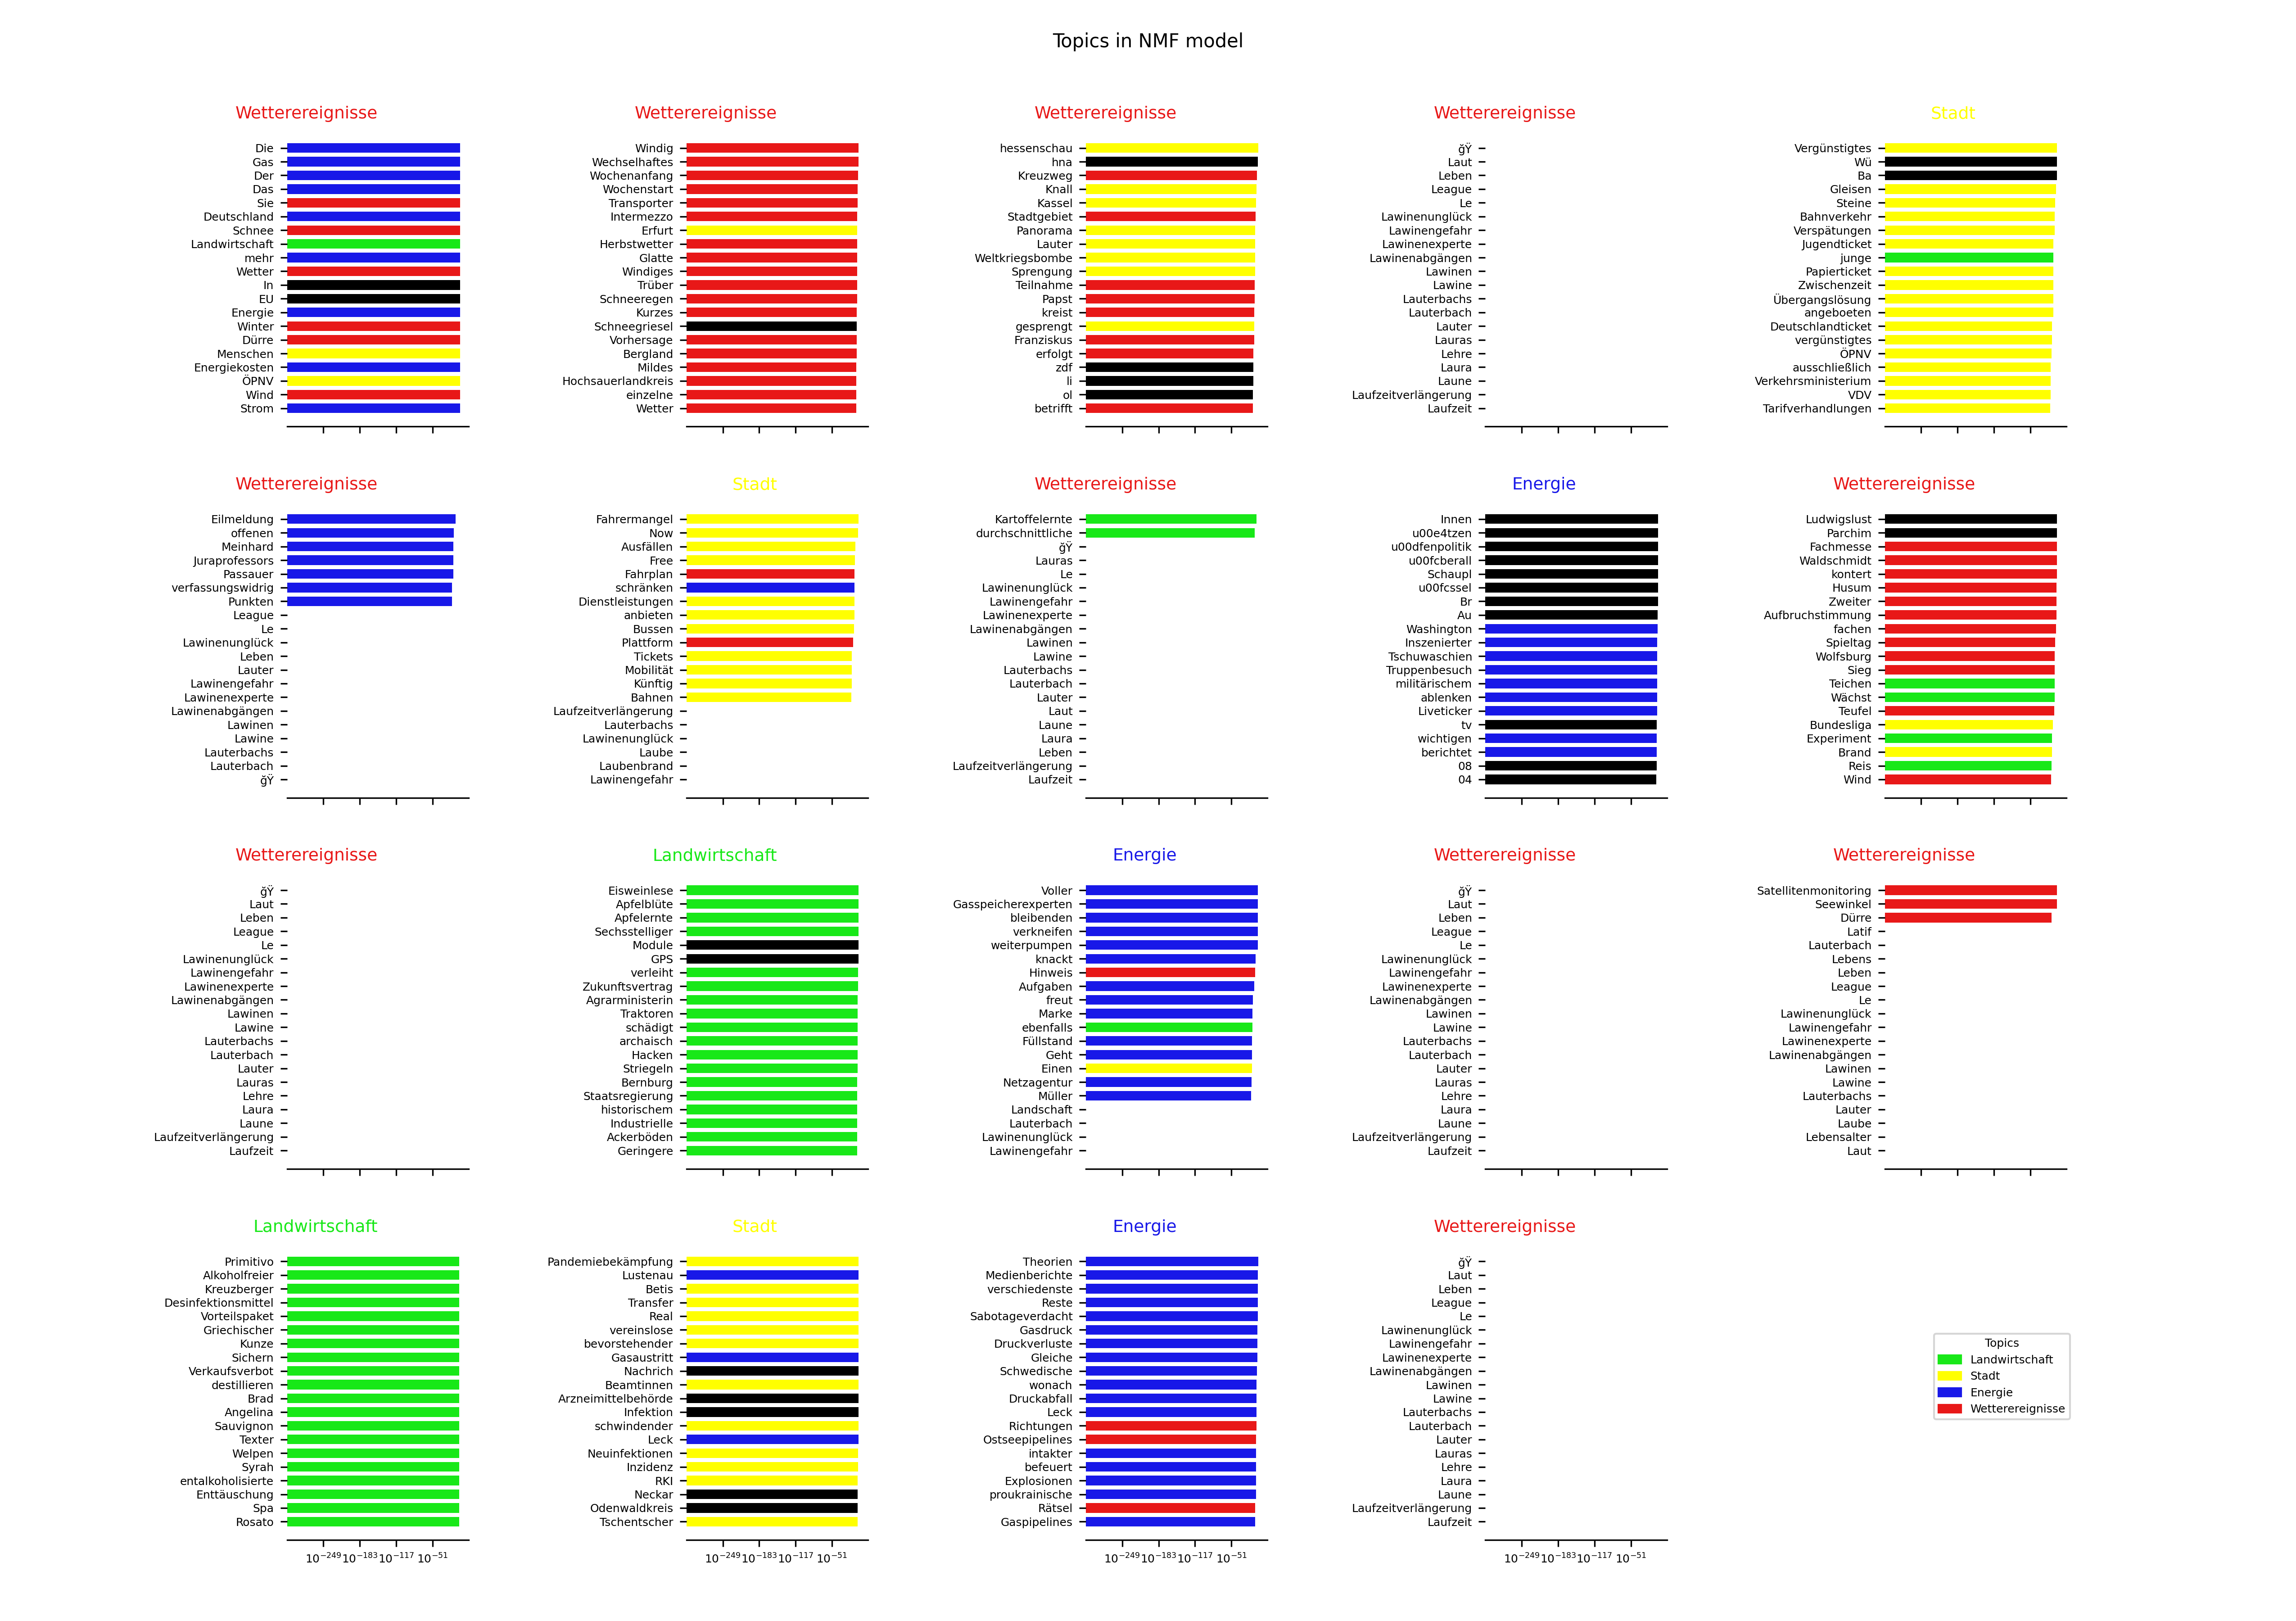 Topics in NMF model
Wetterereignisse
Die
Gas
Der
Das
Sie
Deutschland
Schnee
Landwirtschaft
mehr
Wetter
In
EU
Energie
Winter
Dürre
Menschen
Energiekosten
ÖPNV
Wind
Strom
Wetterereignisse
Windig
Wechselhaftes
Wochenanfang
Wochenstart
Transporter
Intermezzo
Erfurt
Herbstwetter
Glatte
Windiges
Trüber
Schneeregen
Kurzes
Schneegriesel
Vorhersage
Bergland
Mildes
Hochsauerlandkreis
einzelne
Wetter
Wetterereignisse
hessenschau
hna
Kreuzweg
Knall
Kassel
Stadtgebiet
Panorama
Lauter
Weltkriegsbombe
Sprengung
Teilnahme
Papst
kreist
gesprengt
Franziskus
erfolgt
zdf
li
ol
betrifft
Wetterereignisse
ğŸ
Laut
Leben
League
Le
Lawinenunglück
Lawinengefahr
Lawinenexperte
Lawinenabgängen
Lawinen
Lawine
Lauterbachs
Lauterbach
Lauter
Lauras
Lehre
Laura
Laune
Laufzeitverlängerung
Laufzeit
Stadt
Vergünstigtes
Wü
Ba
Gleisen
Steine
Bahnverkehr
Verspätungen
Jugendticket
junge
Papierticket
Zwischenzeit
Übergangslösung
angeboeten
Deutschlandticket
vergünstigtes
ÖPNV
ausschließlich
Verkehrsministerium
VDV
Tarifverhandlungen
Wetterereignisse
Eilmeldung
offenen
Meinhard
Juraprofessors
Passauer
verfassungswidrig
Punkten
League
Le
Lawinenunglück
Leben
Lauter
Lawinengefahr
Lawinenexperte
Lawinenabgängen
Lawinen
Lawine
Lauterbachs
Lauterbach
ğŸ
Stadt
Fahrermangel
Now
Ausfällen
Free
Fahrplan
schränken
Dienstleistungen
anbieten
Bussen
Plattform
Tickets
Mobilität
Künftig
Bahnen
Laufzeitverlängerung
Lauterbachs
Lawinenunglück
Laube
Laubenbrand
Lawinengefahr
Wetterereignisse
Kartoffelernte
durchschnittliche
ğŸ
Lauras
Le
Lawinenunglück
Lawinengefahr
Lawinenexperte
Lawinenabgängen
Lawinen
Lawine
Lauterbachs
Lauterbach
Lauter
Laut
Laune
Laura
Leben
Laufzeitverlängerung
Laufzeit
Energie
Innen
u00e4tzen
u00dfenpolitik
u00fcberall
Schaupl
u00fcssel
Br
Au
Washington
Inszenierter
Tschuwaschien
Truppenbesuch
militärischem
ablenken
Liveticker
tv
wichtigen
berichtet
08
04
Wetterereignisse
Ludwigslust
Parchim
Fachmesse
Waldschmidt
kontert
Husum
Zweiter
Aufbruchstimmung
fachen
Spieltag
Wolfsburg
Sieg
Teichen
Wächst
Teufel
Bundesliga
Experiment
Brand
Reis
Wind
Wetterereignisse
ğŸ
Laut
Leben
League
Le
Lawinenunglück
Lawinengefahr
Lawinenexperte
Lawinenabgängen
Lawinen
Lawine
Lauterbachs
Lauterbach
Lauter
Lauras
Lehre
Laura
Laune
Laufzeitverlängerung
Laufzeit
Landwirtschaft
Eisweinlese
Apfelblüte
Apfelernte
Sechsstelliger
Module
GPS
verleiht
Zukunftsvertrag
Agrarministerin
Traktoren
schädigt
archaisch
Hacken
Striegeln
Bernburg
Staatsregierung
historischem
Industrielle
Ackerböden
Geringere
Energie
Voller
Gasspeicherexperten
bleibenden
verkneifen
weiterpumpen
knackt
Hinweis
Aufgaben
freut
Marke
ebenfalls
Füllstand
Geht
Einen
Netzagentur
Müller
Landschaft
Lauterbach
Lawinenunglück
Lawinengefahr
Wetterereignisse
ğŸ
Laut
Leben
League
Le
Lawinenunglück
Lawinengefahr
Lawinenexperte
Lawinenabgängen
Lawinen
Lawine
Lauterbachs
Lauterbach
Lauter
Lauras
Lehre
Laura
Laune
Laufzeitverlängerung
Laufzeit
Wetterereignisse
Satellitenmonitoring
Seewinkel
Dürre
Latif
Lauterbach
Lebens
Leben
League
Le
Lawinenunglück
Lawinengefahr
Lawinenexperte
Lawinenabgängen
Lawinen
Lawine
Lauterbachs
Lauter
Laube
Lebensalter
Laut
Landwirtschaft
Primitivo
Alkoholfreier
Kreuzberger
Desinfektionsmittel
Vorteilspaket
Griechischer
Kunze
Sichern
Verkaufsverbot
destillieren
Brad
Angelina
Sauvignon
Texter
Welpen
Syrah
entalkoholisierte
Enttäuschung
Spa
Rosato
10⁻²⁴⁹ 10⁻¹⁸³ 10⁻¹¹⁷ 10⁻⁵¹
Stadt
Pandemiebekämpfung
Lustenau
Betis
Transfer
Real
vereinslose
bevorstehender
Gasaustritt
Nachrich
Beamtinnen
Arzneimittelbehörde
Infektion
schwindender
Leck
Neuinfektionen
Inzidenz
RKI
Neckar
Odenwaldkreis
Tschentscher
10⁻²⁴⁹ 10⁻¹⁸³ 10⁻¹¹⁷ 10⁻⁵¹
Energie
Theorien
Medienberichte
verschiedenste
Reste
Sabotageverdacht
Gasdruck
Druckverluste
Gleiche
Schwedische
wonach
Druckabfall
Leck
Richtungen
Ostseepipelines
intakter
befeuert
Explosionen
proukrainische
Rätsel
Gaspipelines
10⁻²⁴⁹ 10⁻¹⁸³ 10⁻¹¹⁷ 10⁻⁵¹
Wetterereignisse
ğŸ
Laut
Leben
League
Le
Lawinenunglück
Lawinengefahr
Lawinenexperte
Lawinenabgängen
Lawinen
Lawine
Lauterbachs
Lauterbach
Lauter
Lauras
Lehre
Laura
Laune
Laufzeitverlängerung
Laufzeit
10⁻²⁴⁹ 10⁻¹⁸³ 10⁻¹¹⁷ 10⁻⁵¹
Topics
Landwirtschaft
Stadt
Energie
Wetterereignisse